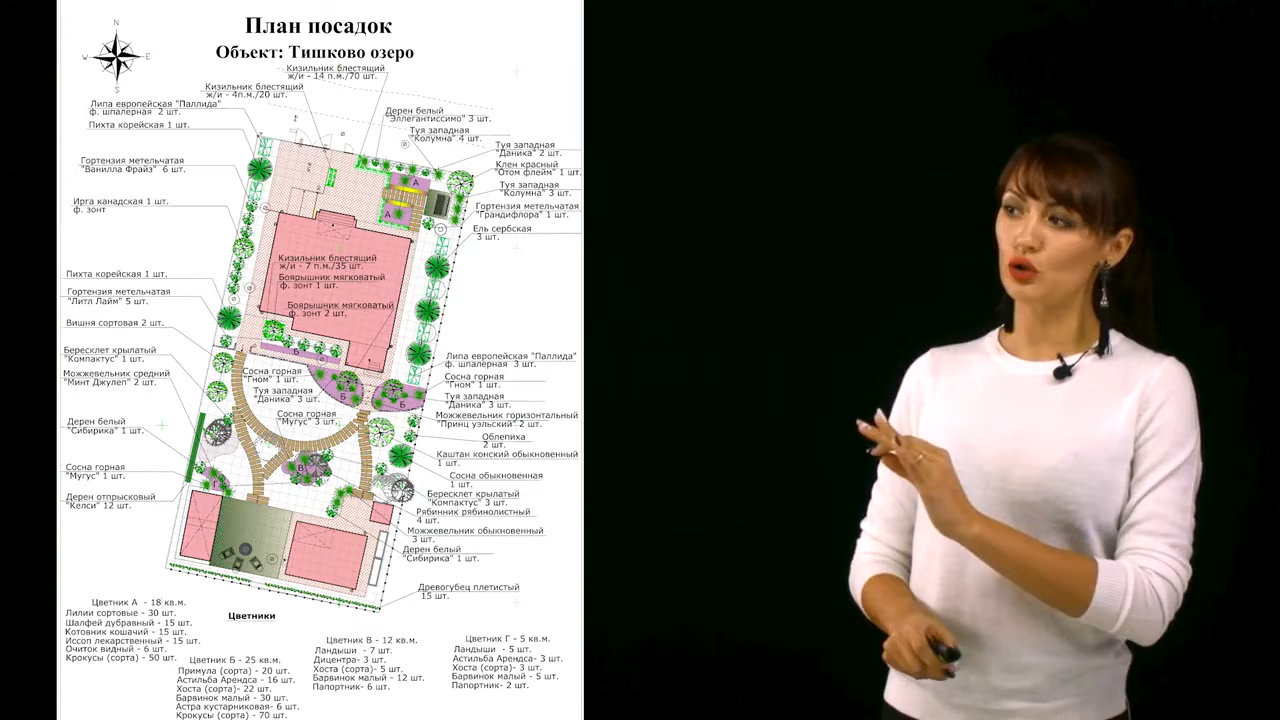 План посадок
Объект: Тишково озеро
N
W
E
S
Кизильник блестящий
ж/и - 14 п.м./70 шт.
Кизильник блестящий
ж/и - 4п.м./20 шт.
Липа европейская "Паллида"
ф. шпалерная 2 шт.
Пихта корейская 1 шт.
Гортензия метельчатая
"Ванилла Фрайз" 6 шт.
Ирга канадская 1 шт.
ф. зонт
Пихта корейская 1 шт.
Гортензия метельчатая
"Литл Лайм" 5 шт.
Вишня сортовая 2 шт.
Бересклет крылатый
"Компактус" 1 шт.
Можжевельник средний
"Минт Джулеп" 2 шт.
Дерен белый
"Сибирика" 1 шт.
Сосна горная
"Мугус" 1 шт.
Дерен отпрысковый
"Келси" 12 шт.
Дерен белый
"Эллегантиссимо" 3 шт.
Туя западная
"Колумна" 4 шт.
Туя западная
"Даника" 2 шт.
Клен красный
"Отом флейм" 1 шт.
Туя западная
"Колумна" 3 шт.
Гортензия метельчатая
"Грандифлора" 1 шт.
Ель сербская
3 шт.
А
А
Кизильник блестящий
ж/и - 7 п.м./35 шт.
Боярышник мягковатый
ф. зонт 1 шт.
Боярышник мягковатый
ф. зонт 2 шт.
Г
Б
Сосна горная
"Гном" 1 шт.
Туя западная
"Даника" 3 шт.
Сосна горная
"Мугус" 3 шт.
Б
Б
В
Г
Липа европейская "Паллида"
ф. шпалерная 3 шт.
Сосна горная
"Гном" 1 шт.
Туя западная
"Даника" 3 шт.
Можжевельник горизонтальный
"Принц уэльский" 2 шт.
Облепиха
2 шт.
Каштан конский обыкновенный
1 шт.
Сосна обыкновенная
1 шт.
Бересклет крылатый
"Компактус" 3 шт.
Рябинник рябинолистный
4 шт.
Можжевельник обыкновенный
3 шт.
Дерен белый
"Сибирика" 1 шт.
Древогубец плетистый
15 шт.
Цветники
Цветник А - 18 кв.м.
Лилии сортовые - 30 шт.
Шалфей дубравный - 15 шт.
Котовник кошачий - 15 шт.
Иссоп лекарственный - 15 шт.
Очиток видный - 6 шт.
Крокусы (сорта) - 50 шт.
Цветник Б - 25 кв.м.
Примула (сорта) - 20 шт.
Астильба Арендса - 16 шт.
Хоста (сорта)- 22 шт.
Барвинок малый - 30 шт.
Астра кустарниковая- 6 шт.
Крокусы (сорта) - 70 шт.
Цветник В - 12 кв.м.
Ландыши - 7 шт.
Дицентра- 3 шт.
Хоста (сорта)- 5 шт.
Барвинок малый - 12 шт.
Папортник- 6 шт.
Цветник Г - 5 кв.м.
Ландыши - 5 шт.
Астильба Арендса- 3 шт.
Хоста (сорта)- 3 шт.
Барвинок малый - 5 шт.
Папортник- 2 шт.